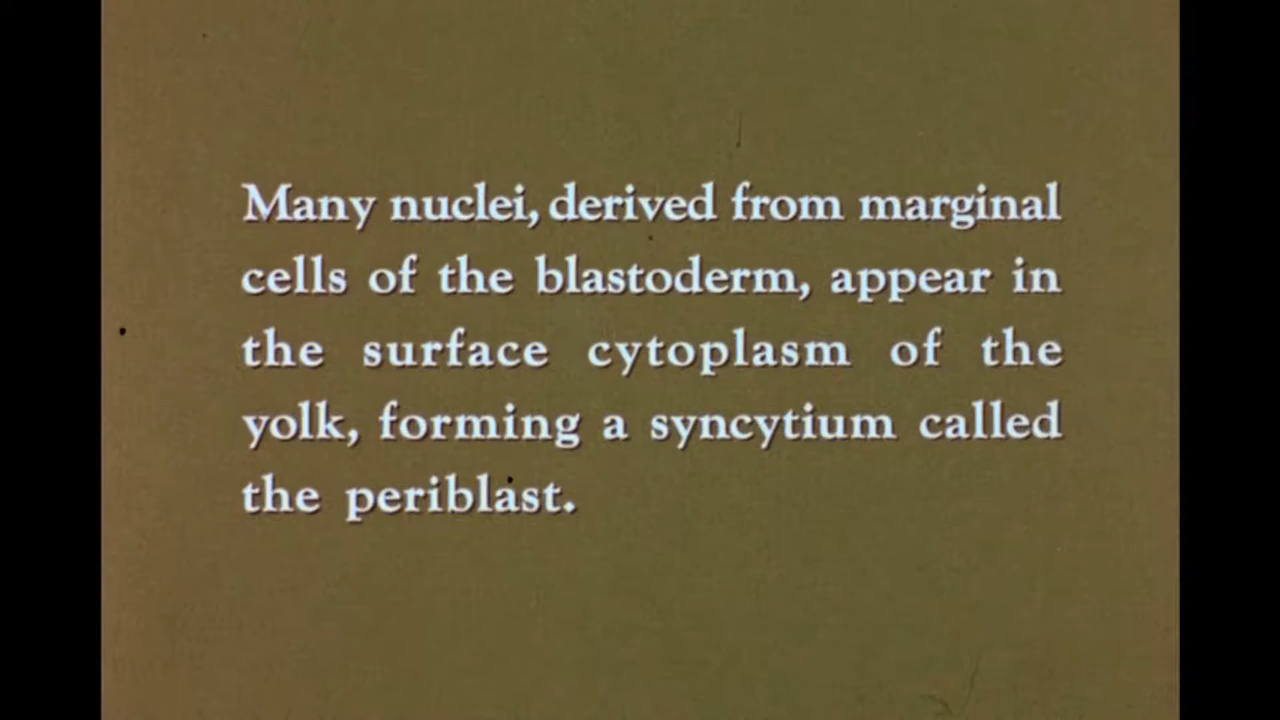 Many nuclei, derived from marginal
cells of the blastoderm, appear in
the surface cytoplasm of the
yolk, forming a syncytium called
the periblast.